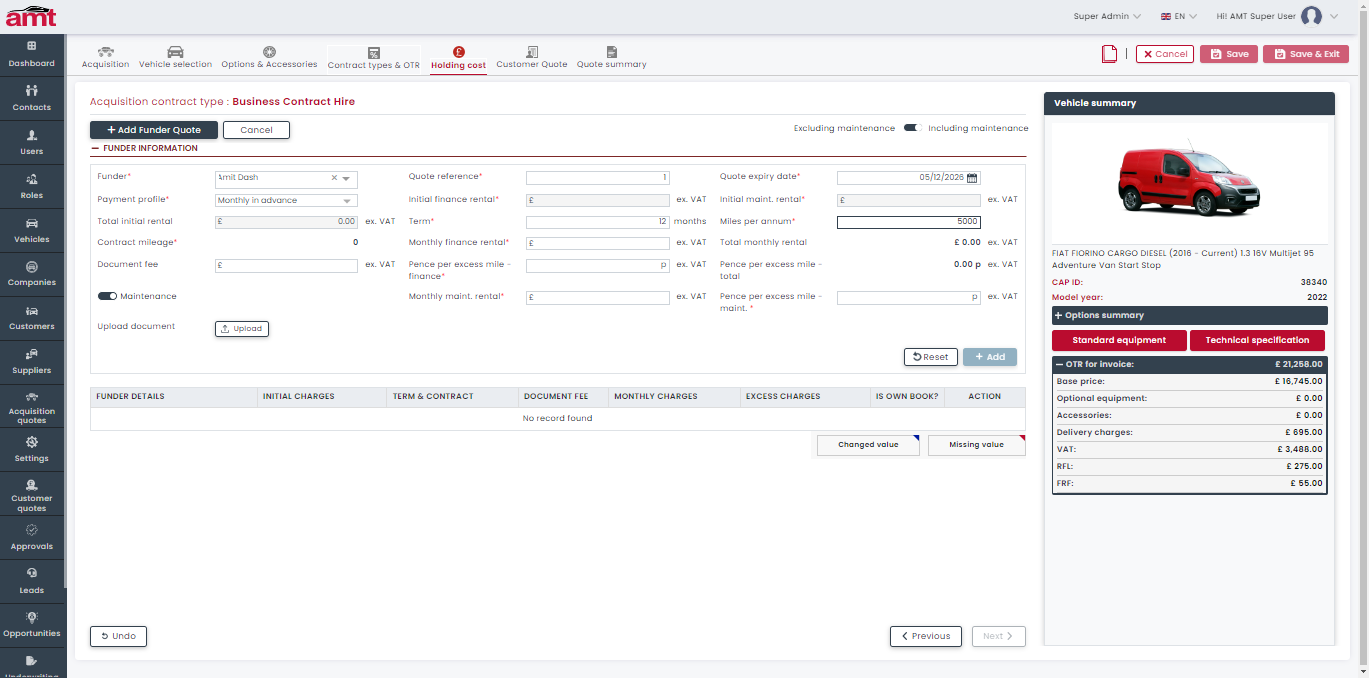 amt
Super Admin
EN
Hi! AMT Super User
Dashboard
Contacts
Users
Roles
Vehicles
Companies
Customers
Suppliers
Acquisition
quotes
Settings
Customer
quotes
Approvals
Leads
Opportunities
Acquisition
Vehicle selection
Options & Accessories
Contract types & OTR
Holding cost
Customer Quote
Quote summary
Cancel
Save
Save & Exit
Acquisition contract type : Business Contract Hire
+ Add Funder Quote
Cancel
Excluding maintenance
Including maintenance
FUNDER INFORMATION
Funder* Amit Dash
Quote reference* 1
Quote expiry date* 05/12/2026
Payment profile* Monthly in advance
Initial finance rental* £ ex. VAT
Initial maint. rental* £ ex. VAT
Total initial rental £ 0.00 ex. VAT
Term* 12 months
Miles per annum* 5000
Contract mileage* 0
Monthly finance rental* £ ex. VAT
Total monthly rental £ 0.00 ex. VAT
Document fee £ ex. VAT
Pence per excess mile -
finance* p ex. VAT
Pence per excess mile -
total 0.00 p ex. VAT
Maintenance
Monthly maint. rental* £ ex. VAT
Pence per excess mile -
maint. * p ex. VAT
Upload document
Upload
Reset
+ Add
FUNDER DETAILS INITIAL CHARGES TERM & CONTRACT DOCUMENT FEE MONTHLY CHARGES EXCESS CHARGES IS OWN BOOK? ACTION
No record found
Changed value
Missing value
Undo
Previous
Next
Vehicle summary
FIAT FIORINO CARGO DIESEL (2016 - Current) 1.3 16V Multijet 95
Adventure Van Start Stop
CAP ID: 38340
Model year: 2022
+ Options summary
Standard equipment
Technical specification
OTR for invoice: £ 21,258.00
Base price: £ 16,745.00
Optional equipment: £ 0.00
Accessories: £ 0.00
Delivery charges: £ 695.00
VAT: £ 3,488.00
RFL: £ 275.00
FRF: £ 55.00